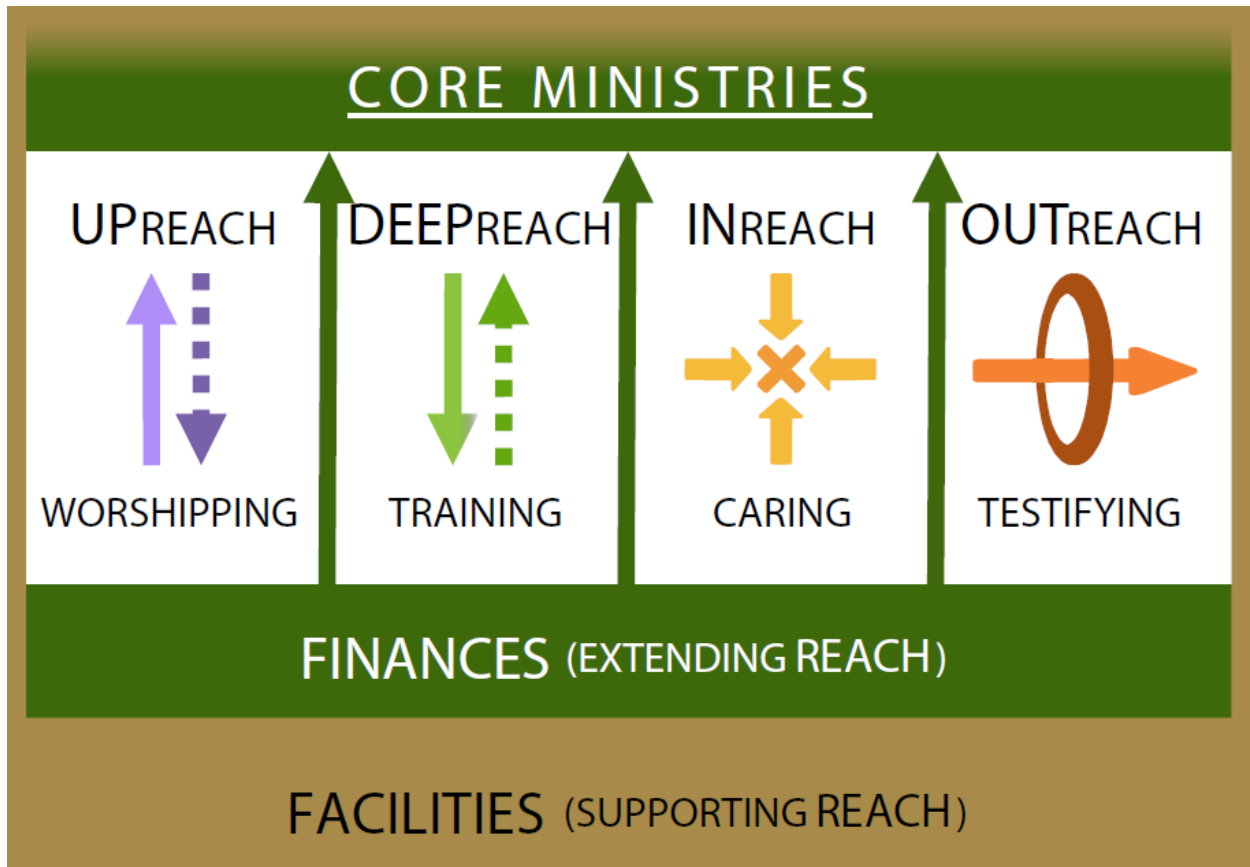 CORE MINISTRIES
UPREACH DEEPREACH INREACH OUTREACH
WORSHIPPING TRAINING CARING TESTIFYING
FINANCES (EXTENDING REACH)
FACILITIES (SUPPORTING REACH)